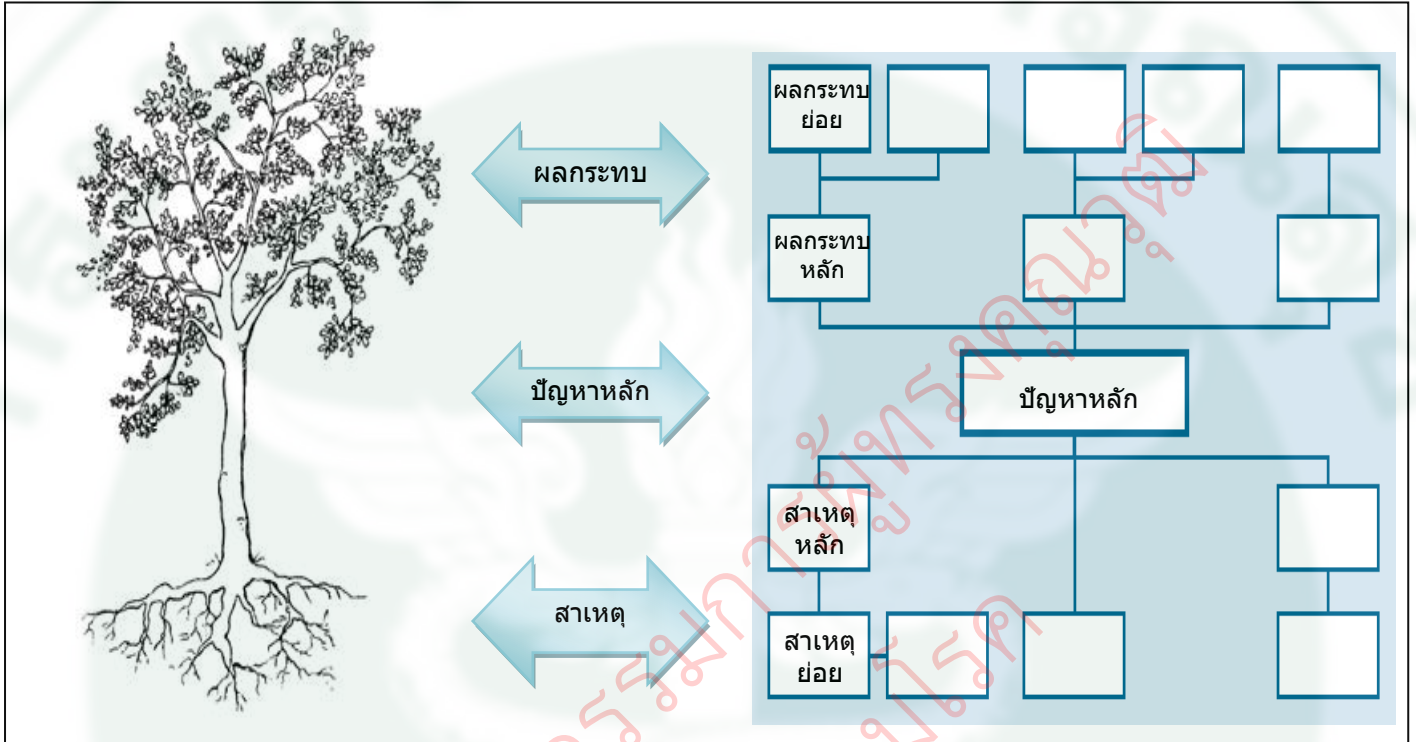 ผลกระทบ
ย่อย
ผลกระทบ
ผลกระทบ
หลัก
ปัญหาหลัก
ปัญหาหลัก
สาเหตุ
หลัก
สาเหตุ
สาเหตุ
ย่อย